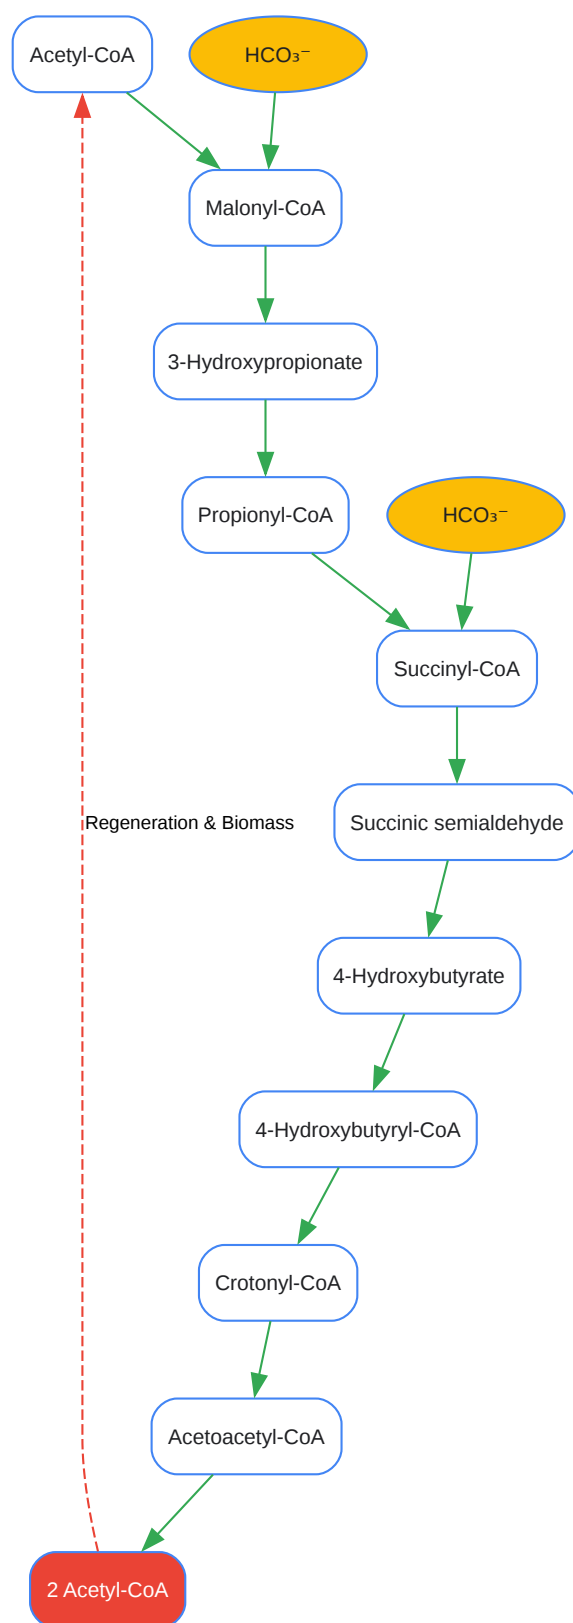 Acetyl-CoA
HCO₃⁻
Malonyl-CoA
3-Hydroxypropionate
Propionyl-CoA
HCO₃⁻
Succinyl-CoA
Regeneration & Biomass
Succinic semialdehyde
4-Hydroxybutyrate
4-Hydroxybutyryl-CoA
Crotonyl-CoA
Acetoacetyl-CoA
2 Acetyl-CoA